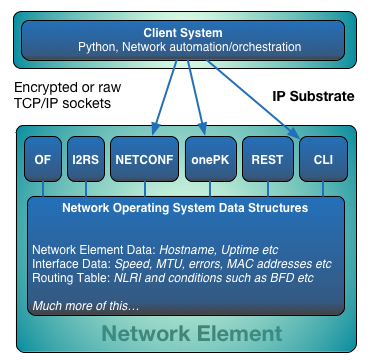 Client System
Python, Network automation/orchestration
Encrypted or raw
TCP/IP sockets
IP Substrate
OF
I2RS
NETCONF
onePK
REST
CLI
Network Operating System Data Structures
Network Element Data: Hostname, Uptime etc
Interface Data: Speed, MTU, errors, MAC addresses etc
Routing Table: NLRI and conditions such as BFD etc
Much more of this…
Network Element